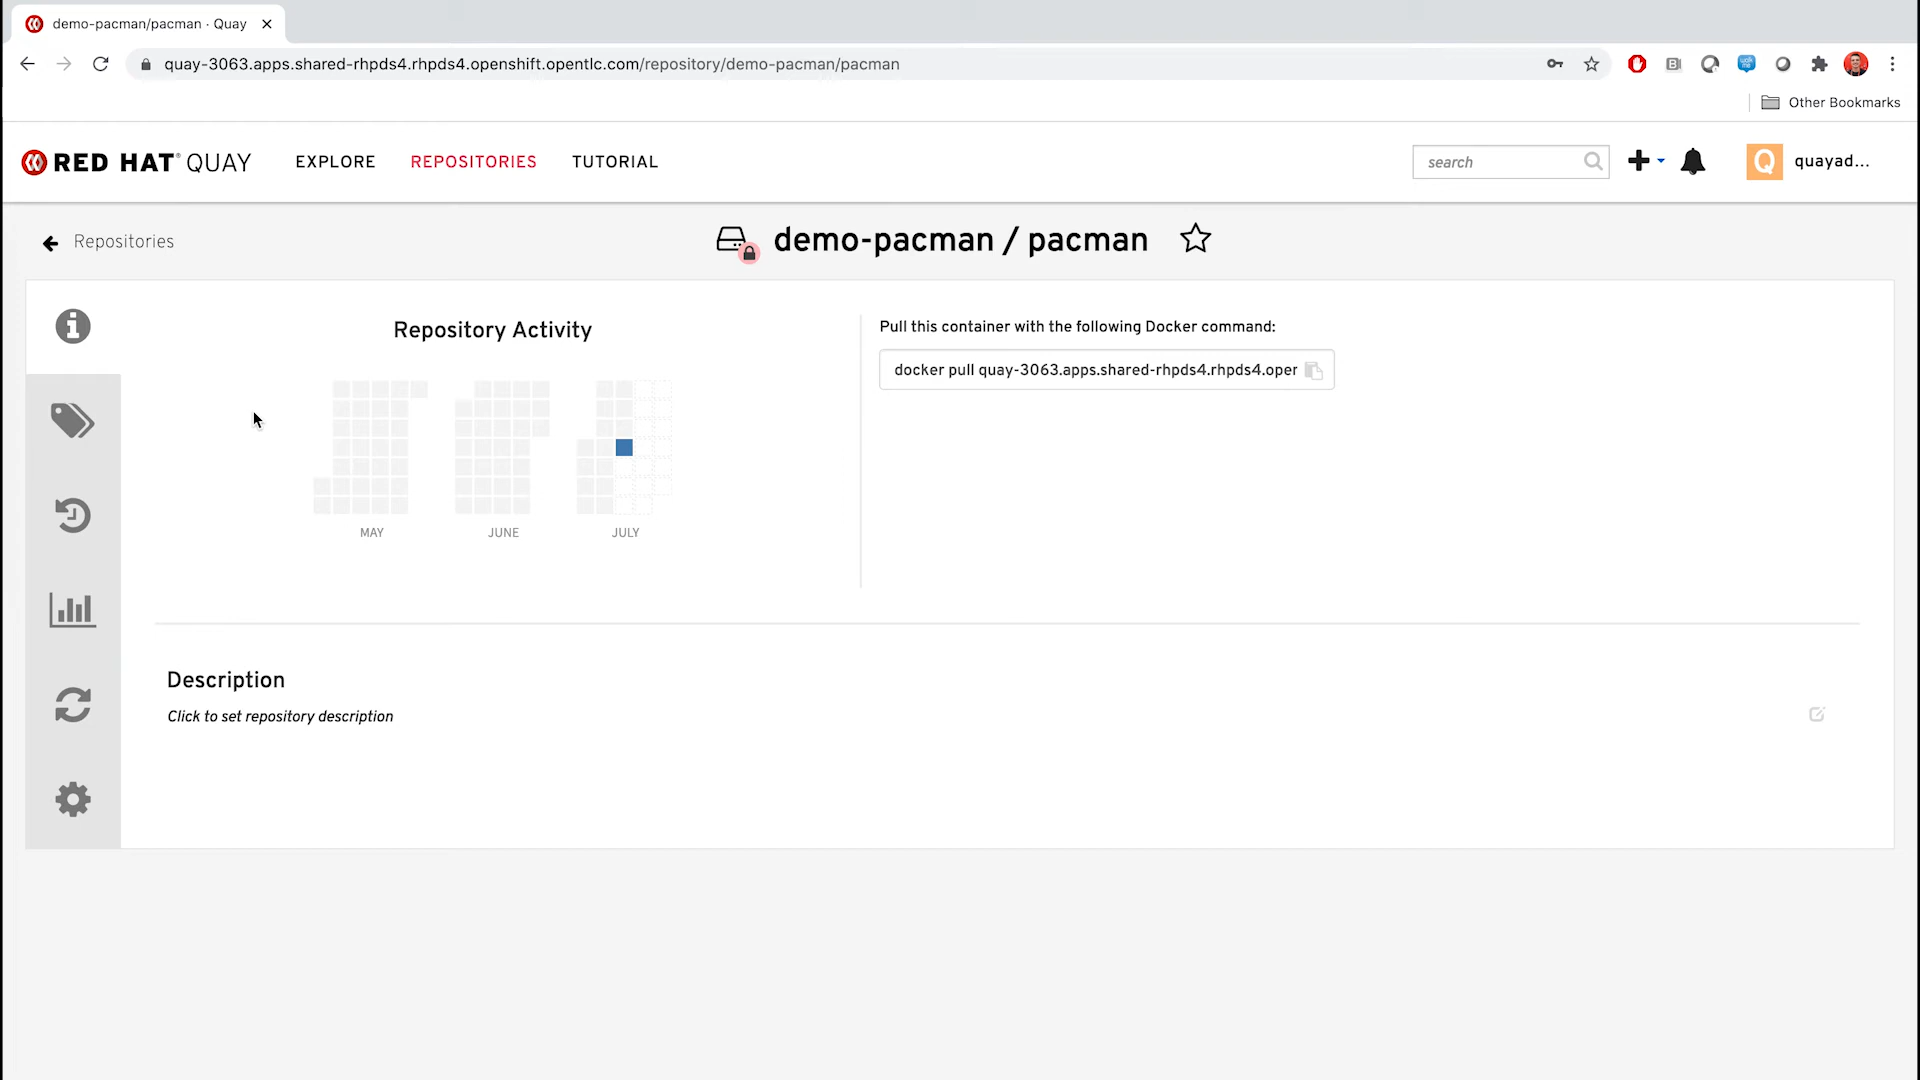 demo-pacman/pacman · Quay
quay-3063.apps.shared-rhpds4.rhpds4.openshift.opentlc.com/repository/demo-pacman/pacman
Other Bookmarks
RED HAT® QUAY
EXPLORE
REPOSITORIES
TUTORIAL
search
Q
quayad...
Repositories
demo-pacman / pacman
Repository Activity
MAY
JUNE
JULY
Pull this container with the following Docker command:
docker pull quay-3063.apps.shared-rhpds4.rhpds4.oper
Description
Click to set repository description